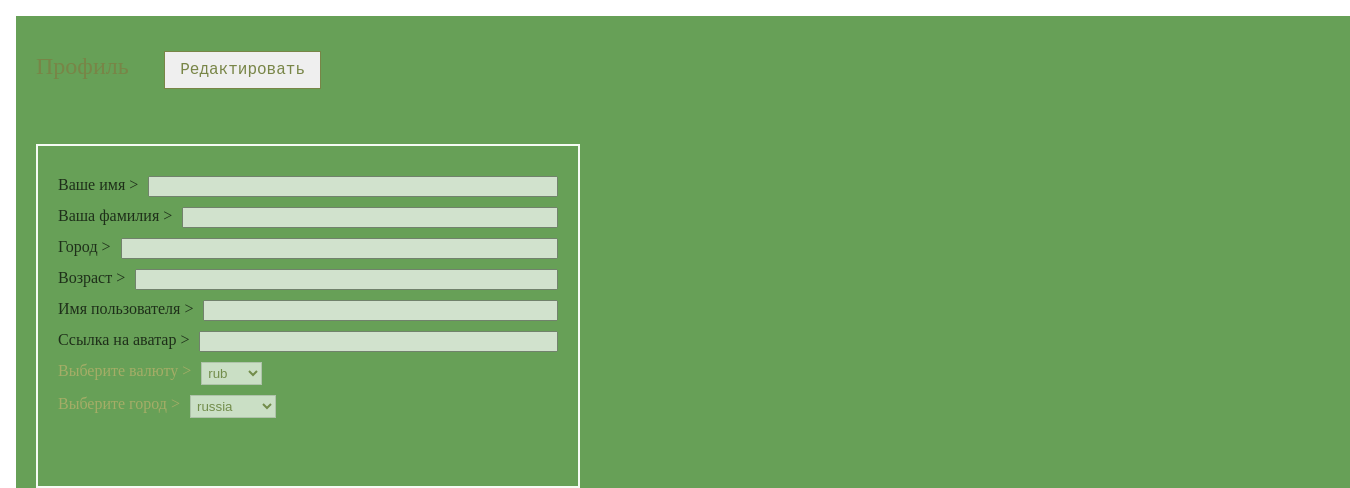 Профиль Редактировать
Ваше имя >
Ваша фамилия >
Город >
Возраст >
Имя пользователя >
Ссылка на аватар >
Выберите валюту > rub
Выберите город > russia